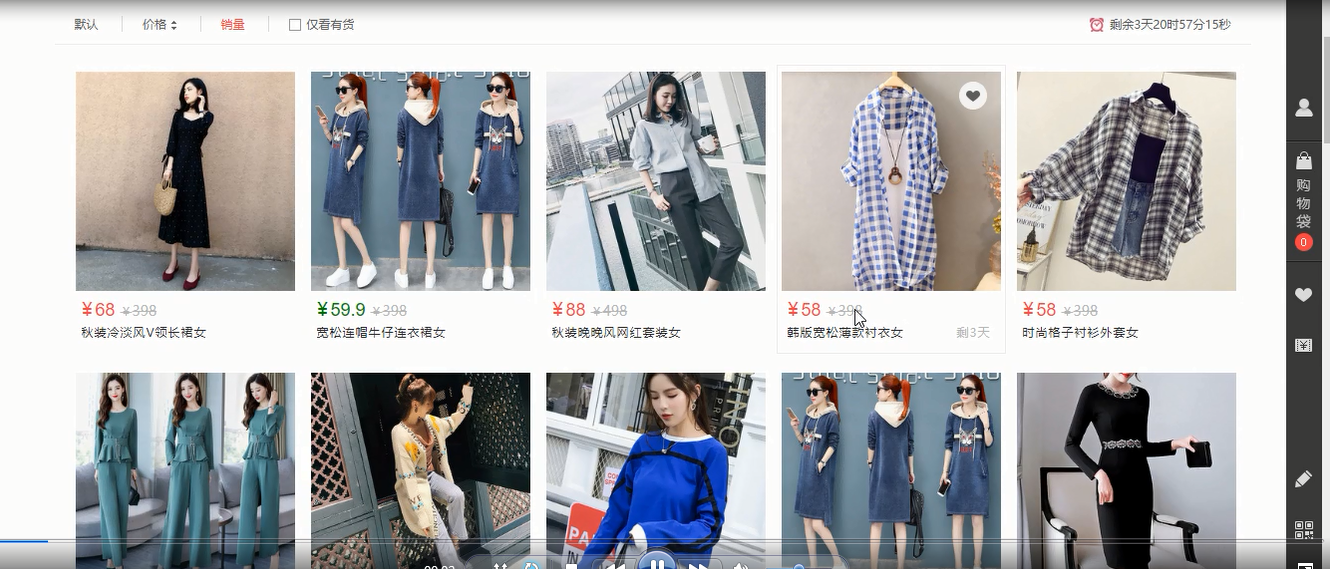 默认
价格
销量
仅看有货
剩余3天20时57分15秒
¥68 ¥398
秋装冷淡风V领长裙女
¥59.9 ¥398
宽松连帽牛仔连衣裙女
¥88 ¥498
秋装晚晚风网红套装女
¥58
韩版宽松薄款衬衣女
剩3天
¥58 ¥398
时尚格子衬衫外套女
购
物
袋
0